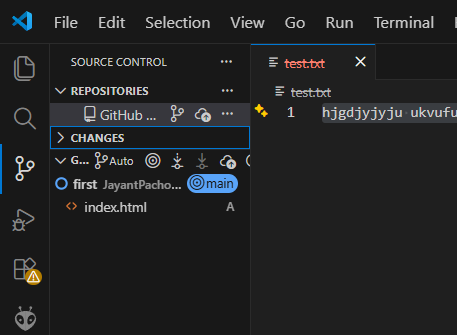 File Edit Selection View Go Run Terminal
SOURCE CONTROL
REPOSITORIES
GitHub ...
CHANGES
G... Auto
first JayantPacho... main
index.html A
test.txt
test.txt
1 hjgdjyjyju ukvufu